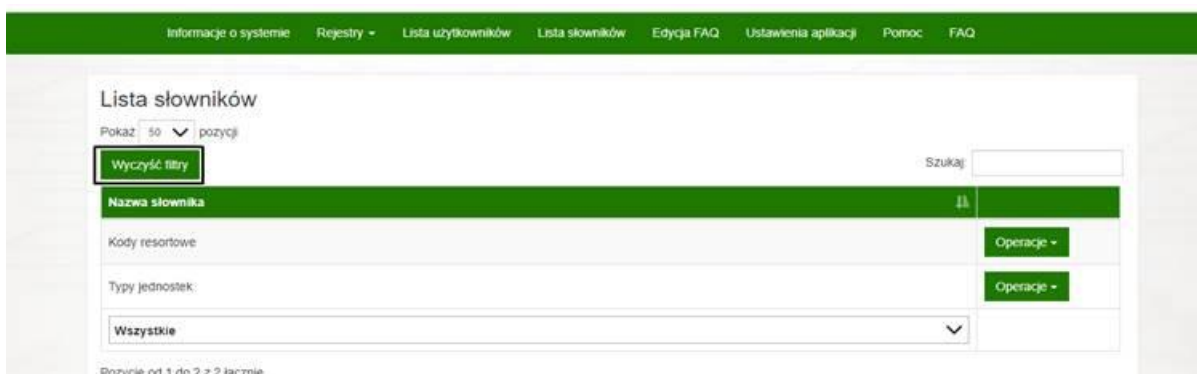 Informacje o systemie Rejestry Lista użytkowników Lista słowników Edycja FAQ Ustawienia aplikacji Pomoc FAQ
Lista słowników
Pokaż 50 pozycji
Wyczyść filtry Szukaj:
Nazwa słownika
Kody resortowe Operacje
Typy jednostek Operacje
Wszystkie
Pozycje od 1 do 2 z 2 łącznie